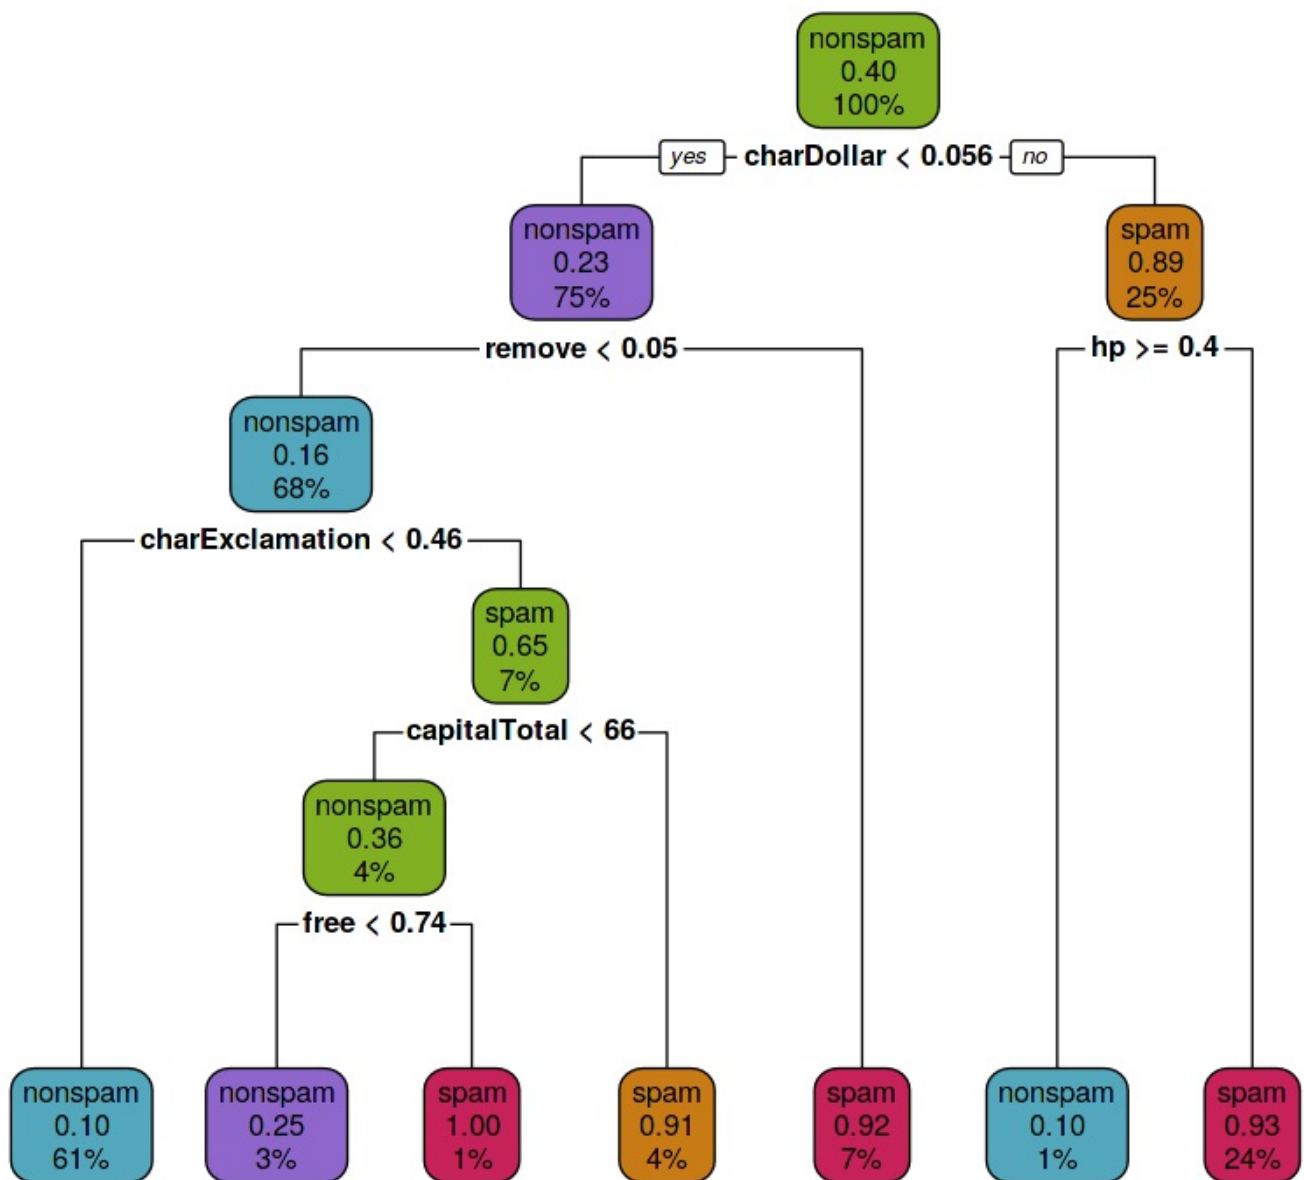 nonspam
0.40
100%
yes charDollar < 0.056 no
nonspam
0.23
75%
spam
0.89
25%
remove < 0.05
hp >= 0.4
nonspam
0.16
68%
charExclamation < 0.46
spam
0.65
7%
capitalTotal < 66
nonspam
0.36
4%
free < 0.74
nonspam
0.10
61%
nonspam
0.25
3%
spam
1.00
1%
spam
0.91
4%
spam
0.92
7%
nonspam
0.10
1%
spam
0.93
24%